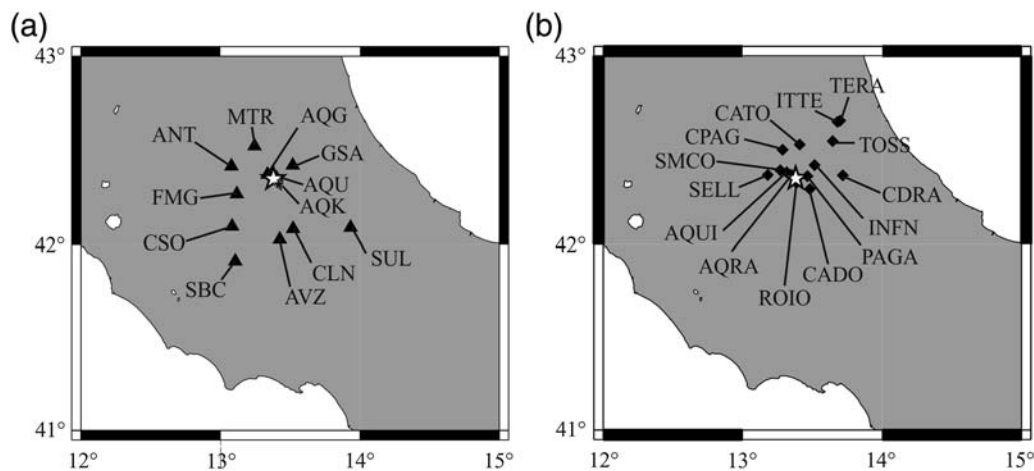 (a)
43°
42°
41°
12°
13°
14°
15°
MTR
AQG
ANT
GSA
AQU
FMG
AQK
CSO
SUL
CLN
SBC
AVZ
(b)
43°
42°
41°
12°
13°
14°
15°
TERA
ITTE
CATO
CPAG
TOSS
SMCO
SELL
CDRA
INFN
AQUI
PAGA
AQRA
CADO
ROIO